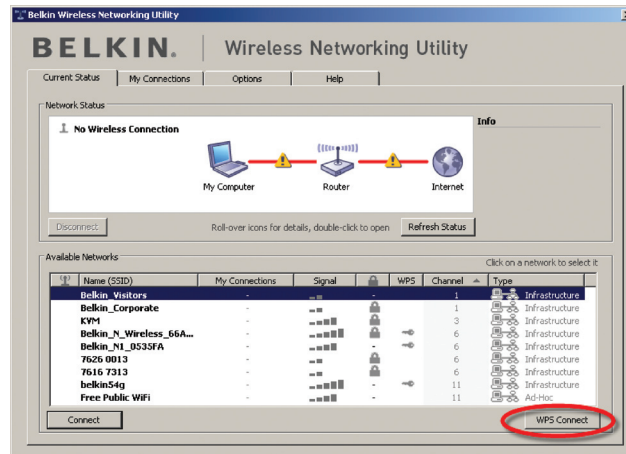 Belkin Wireless Networking Utility
BELKIN. Wireless Networking Utility
Current Status My Connections Options Help
Network Status
No Wireless Connection
Info
My Computer Router Internet
Disconnect Roll-over icons for details, double-click to open Refresh Status
Available Networks
Click on a network to select it
Name (SSID) My Connections Signal WPS Channel Type
Belkin_Visitors - - 1 Infrastructure
Belkin_Corporate - 1 Infrastructure
KVM - 3 Infrastructure
Belkin_N_Wireless_66A... - 6 Infrastructure
Belkin_N1_0535FA - - 6 Infrastructure
7626 0013 - 6 Infrastructure
7616 7313 - 6 Infrastructure
belkin54g - - 11 Infrastructure
Free Public WiFi - - 11 Ad-Hoc
Connect WPS Connect